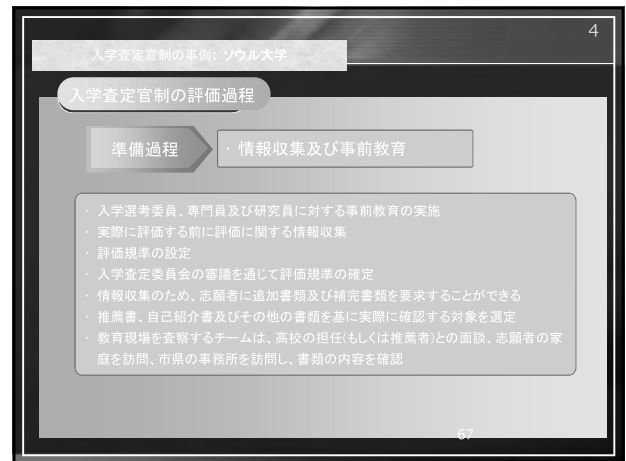 4
入学査定官制の事例: ソウル大学
入学査定官制の評価過程
準備過程
· 情報収集及び事前教育
· 入学選考委員、専門員及び研究員に対する事前教育の実施
· 実際に評価する前に評価に関する情報収集
· 評価規準の設定
· 入学査定委員会の審議を通じて評価規準の確定
· 情報収集のため、志願者に追加書類及び補完書類を要求することができる
· 推薦書、自己紹介書及びその他の書類を基に実際に確認する対象を選定
· 教育現場を査察するチームは、高校の担任(もしくは推薦者)との面談、志願者の家
庭を訪問、市県の事務所を訪問し、書類の内容を確認
67